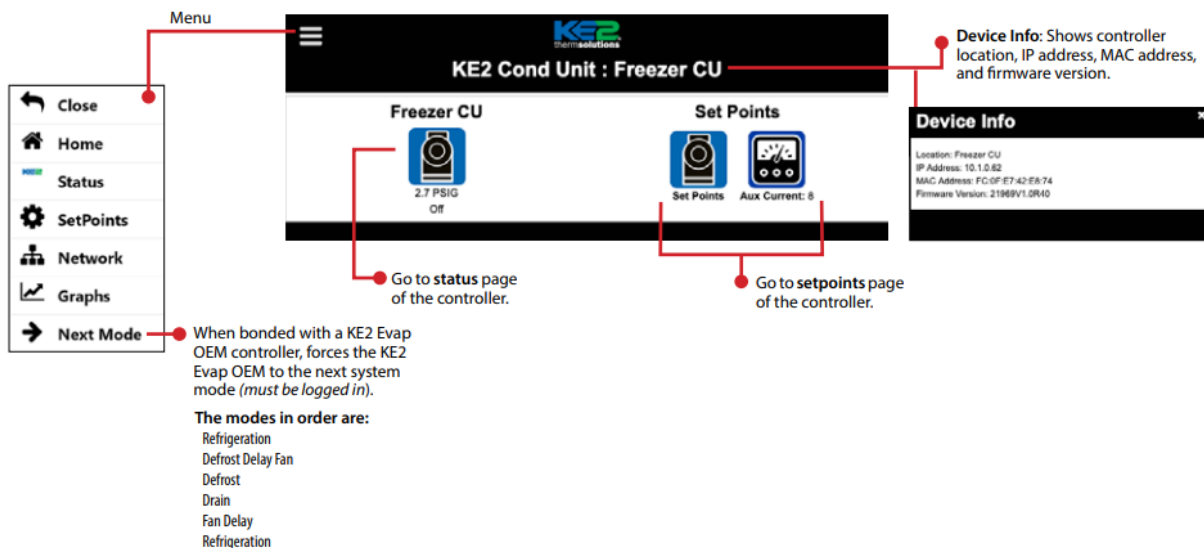 Menu
Close
Home
KE2
Status
SetPoints
Network
Graphs
Next Mode
KE2
thermsolutions
KE2 Cond Unit : Freezer CU
Freezer CU
2.7 PSIG
Off
Set Points
Set Points
Aux Current: 8
Device Info: Shows controller
location, IP address, MAC address,
and firmware version.
Device Info
×
Location: Freezer CU
IP Address: 10.1.0.62
MAC Address: FC:0F:E7:42:E8:74
Firmware Version: 21969V1.0R40
Go to status page
of the controller.
Go to setpoints page
of the controller.
When bonded with a KE2 Evap
OEM controller, forces the KE2
Evap OEM to the next system
mode (must be logged in).
The modes in order are:
Refrigeration
Defrost Delay Fan
Defrost
Drain
Fan Delay
Refrigeration